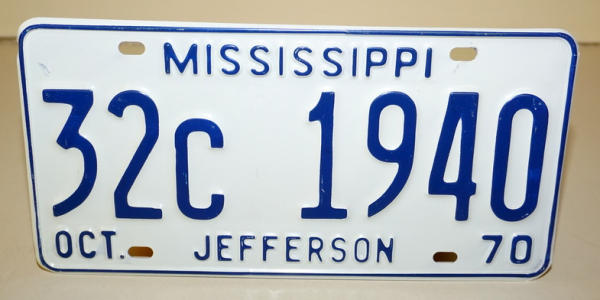 MISSISSIPPI
32C 1940
OCT. JEFFERSON 70